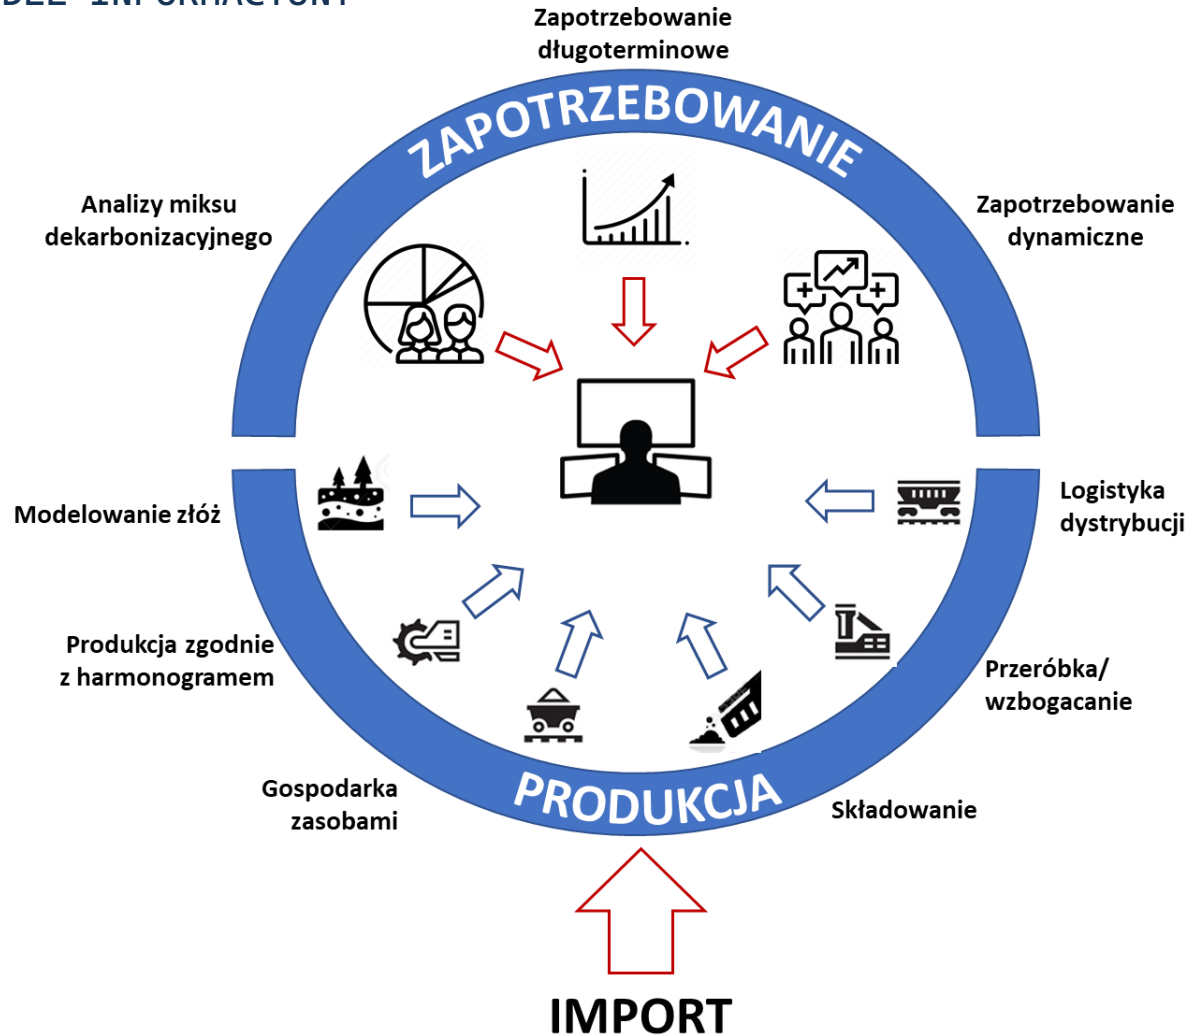 Zapotrzebowanie
długoterminowe
ZAPOTRZEBOWANIE
Analizy miksu
dekarbonizacyjnego
Zapotrzebowanie
dynamiczne
Modelowanie złóż
Logistyka
dystrybucji
Produkcja zgodnie
z harmonogramem
Przeróbka/
wzbogacanie
Gospodarka
zasobami
PRODUKCJA
Składowanie
IMPORT